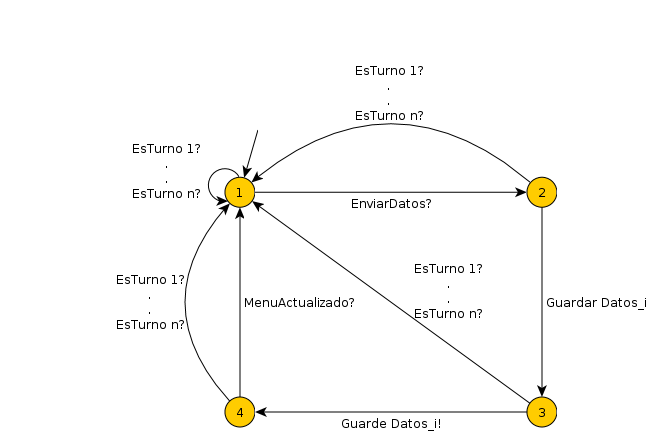 EsTurno 1?
.
.
EsTurno n?
EsTurno 1?
.
.
EsTurno n?
1
2
EnviarDatos?
EsTurno 1?
.
.
EsTurno n?
EsTurno 1?
.
.
EsTurno n?
MenuActualizado?
Guardar Datos_i
4
3
Guarde Datos_i!